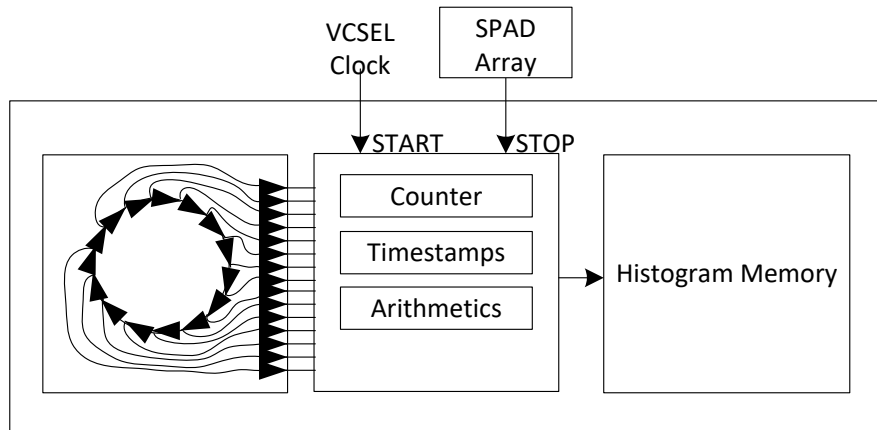 VCSEL
Clock
SPAD
Array
START
STOP
Counter
Timestamps
Arithmetics
Histogram Memory